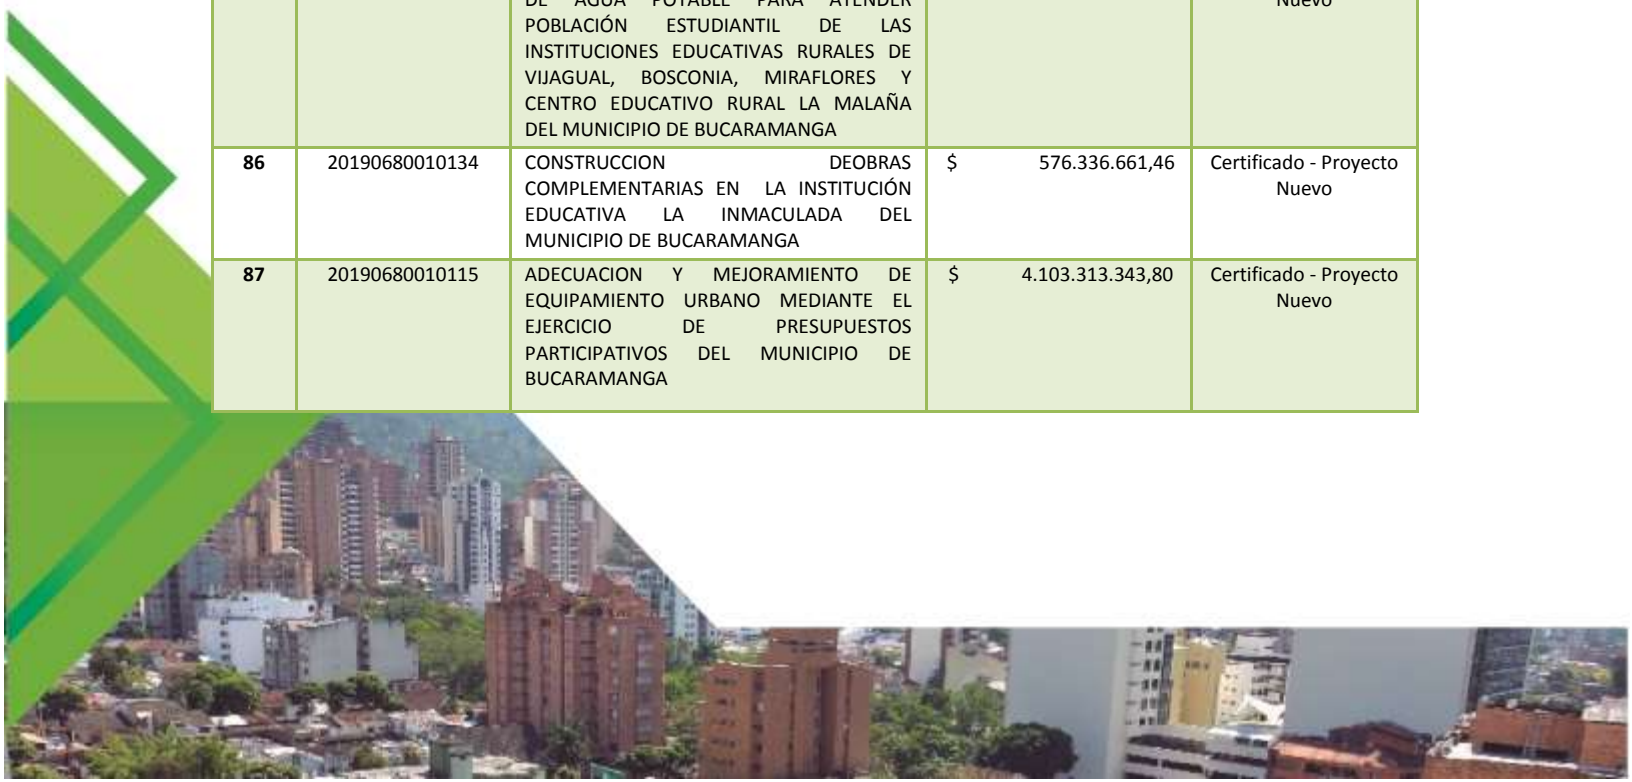 DE AGUA POTABLE PARA ATENDER
Nuevo
POBLACIÓN ESTUDIANTIL DE LAS
INSTITUCIONES EDUCATIVAS RURALES DE
VIJAGUAL, BOSCONIA, MIRAFLORES Y
CENTRO EDUCATIVO RURAL LA MALAÑA
DEL MUNICIPIO DE BUCARAMANGA
86 20190680010134 CONSTRUCCION DEOBRAS $ 576.336.661,46 Certificado - Proyecto
COMPLEMENTARIAS EN LA INSTITUCIÓN Nuevo
EDUCATIVA LA INMACULADA DEL
MUNICIPIO DE BUCARAMANGA
87 20190680010115 ADECUACION Y MEJORAMIENTO DE $ 4.103.313.343,80 Certificado - Proyecto
EQUIPAMIENTO URBANO MEDIANTE EL Nuevo
EJERCICIO DE PRESUPUESTOS
PARTICIPATIVOS DEL MUNICIPIO DE
BUCARAMANGA